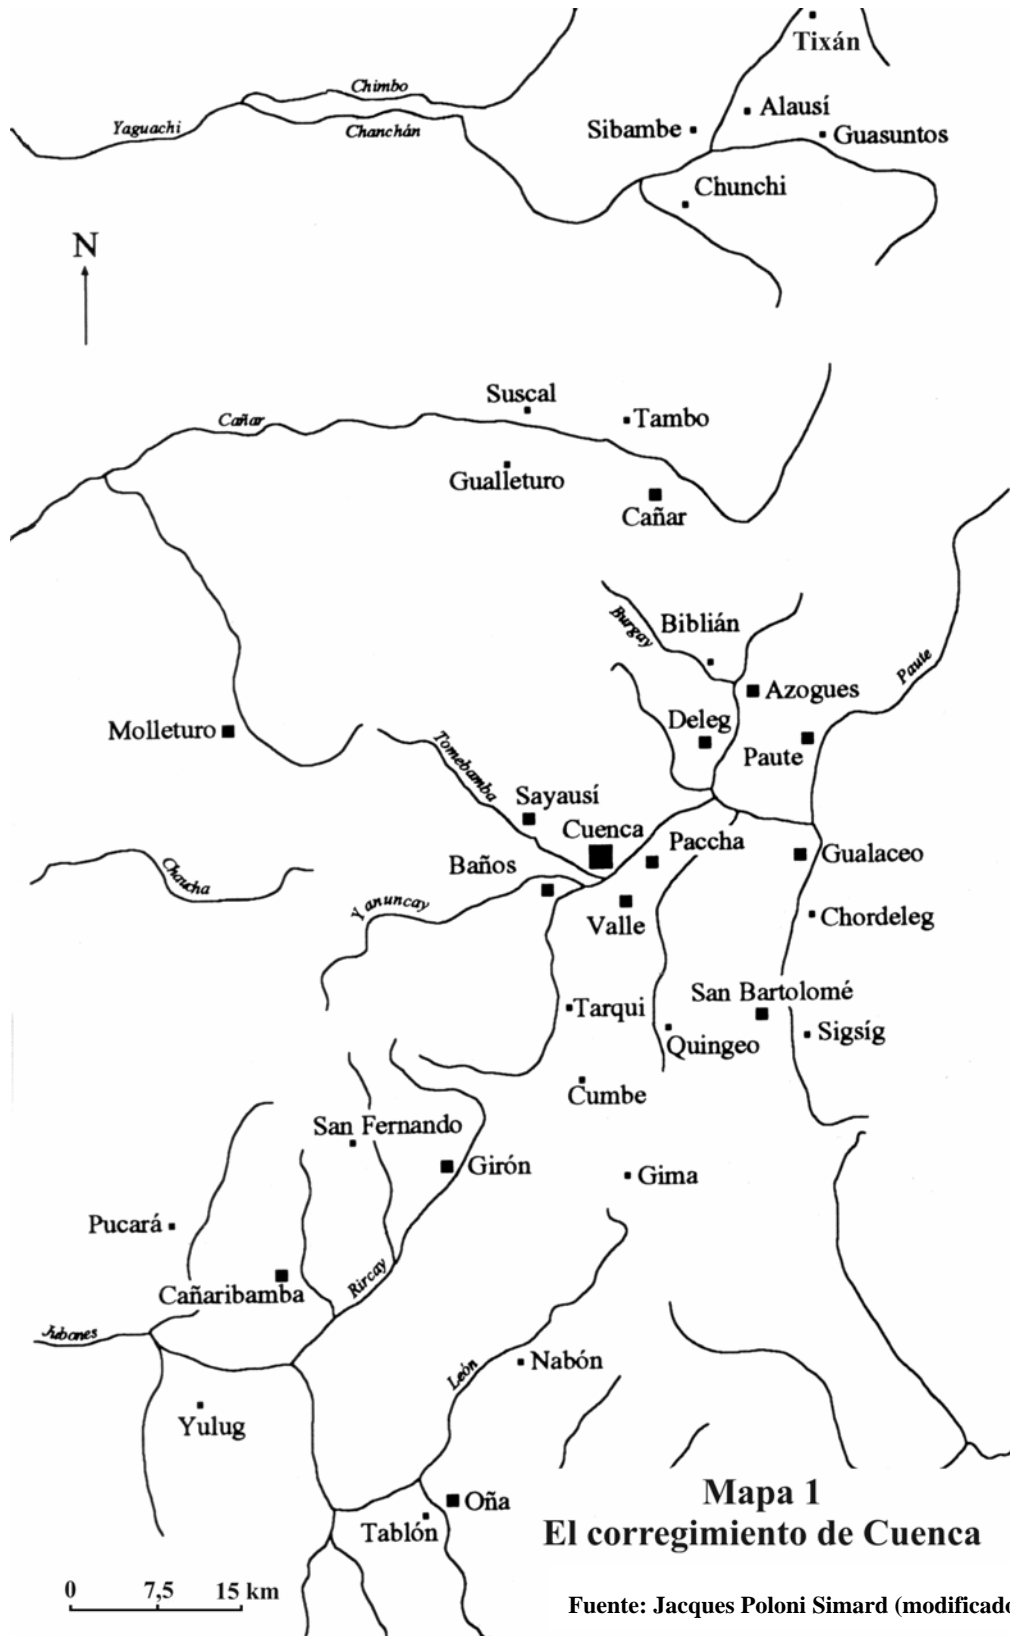 Tixán
Chimbo
Alausí
Yaguachi
Chanchán
Sibambe
Guasuntos
Chunchi
N
Suscal
Cañar
Tambo
Gualleturo
Cañar
Burgay
Biblián
Paute
Azogues
Deleg
Molleturo
Paute
Tomebamba
Sayausí
Cuenca
Paccha
Gualaceo
Baños
Chaucha
Yanuncay
Chordeleg
Valle
San Bartolomé
Tarqui
Sigsíg
Quingeo
Cumbe
San Fernando
Girón
Gima
Pucará
Rircay
Cañaribamba
Jubones
Nabón
León
Yulug
Mapa 1
Oña
Tablón
El corregimiento de Cuenca
0 7,5 15 km
Fuente: Jacques Poloni Simard (modificado